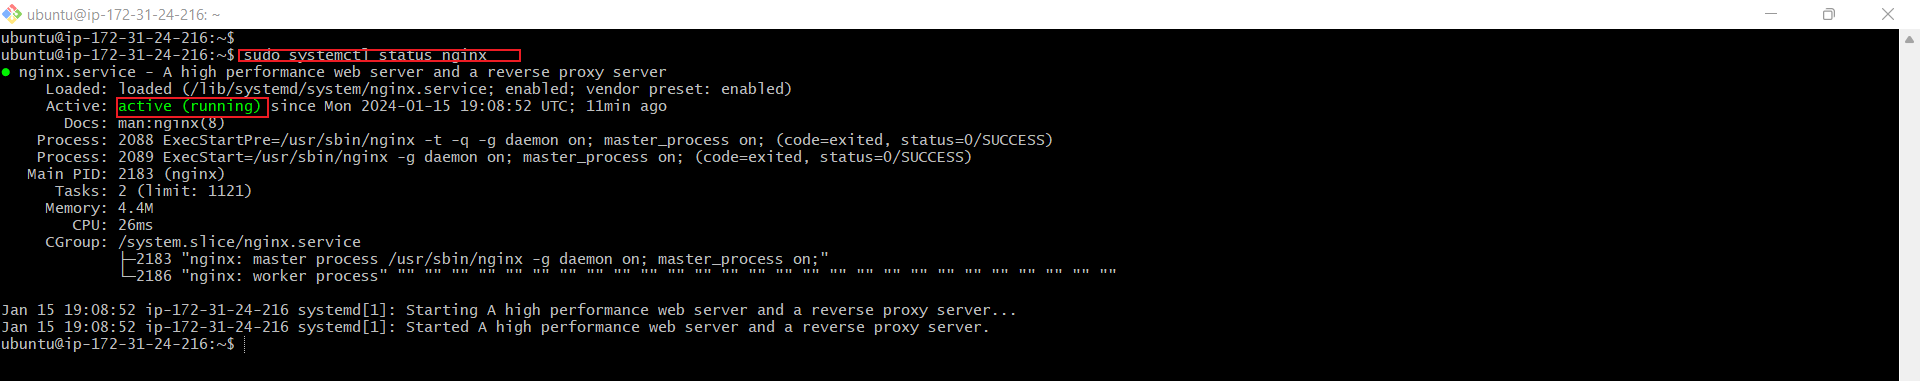 ubuntu@ip-172-31-24-216: ~
ubuntu@ip-172-31-24-216:~$
ubuntu@ip-172-31-24-216:~$ sudo systemctl status nginx
● nginx.service - A high performance web server and a reverse proxy server
     Loaded: loaded (/lib/systemd/system/nginx.service; enabled; vendor preset: enabled)
     Active: active (running) since Mon 2024-01-15 19:08:52 UTC; 11min ago
       Docs: man:nginx(8)
    Process: 2088 ExecStartPre=/usr/sbin/nginx -t -q -g daemon on; master_process on; (code=exited, status=0/SUCCESS)
    Process: 2089 ExecStart=/usr/sbin/nginx -g daemon on; master_process on; (code=exited, status=0/SUCCESS)
   Main PID: 2183 (nginx)
      Tasks: 2 (limit: 1121)
     Memory: 4.4M
        CPU: 26ms
     CGroup: /system.slice/nginx.service
             ├─2183 "nginx: master process /usr/sbin/nginx -g daemon on; master_process on;"
             └─2186 "nginx: worker process" "" "" "" "" "" "" "" "" "" "" "" "" "" "" "" "" "" "" "" "" "" "" "" "" "" "" ""

Jan 15 19:08:52 ip-172-31-24-216 systemd[1]: Starting A high performance web server and a reverse proxy server...
Jan 15 19:08:52 ip-172-31-24-216 systemd[1]: Started A high performance web server and a reverse proxy server.
ubuntu@ip-172-31-24-216:~$